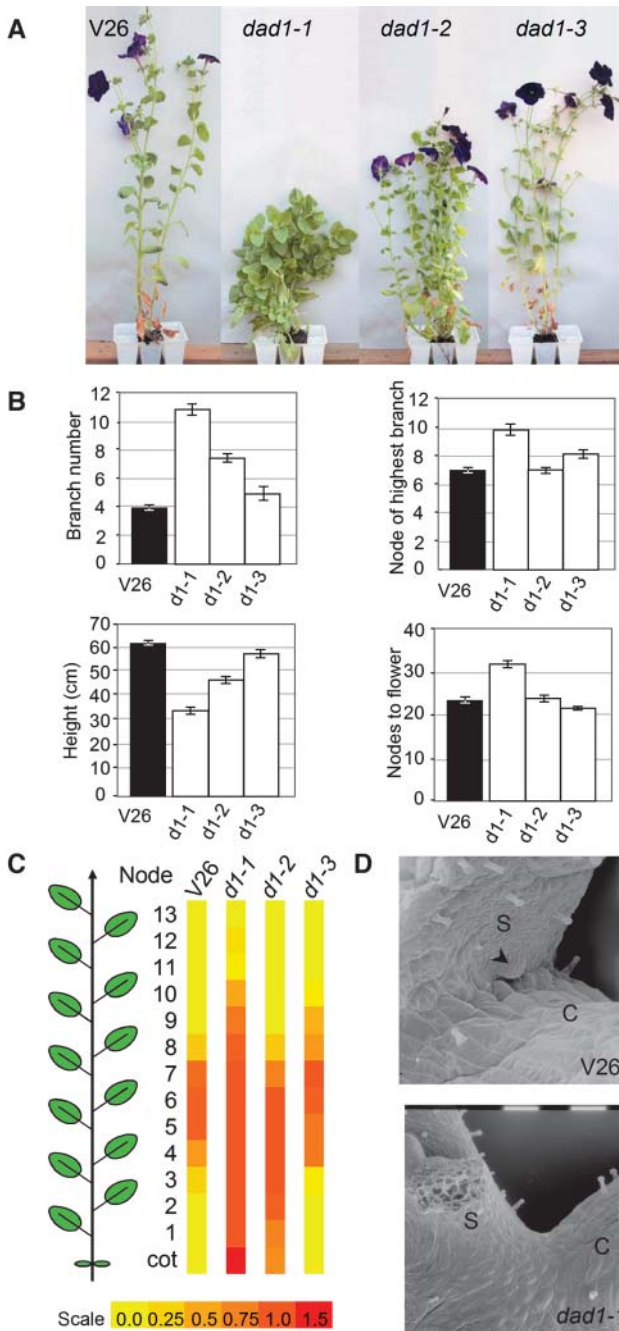 A
V26 dad1-1 dad1-2 dad1-3
B
Branch number
12
10
8
6
4
2
0
V26 d1-1 d1-2 d1-3
Node of highest branch
12
10
8
6
4
2
0
V26 d1-1 d1-2 d1-3
Height (cm)
70
60
50
40
30
20
10
0
V26 d1-1 d1-2 d1-3
Nodes to flower
40
30
20
10
0
V26 d1-1 d1-2 d1-3
C
Node V26 d1-1 d1-2 d1-3
13
12
11
10
9
8
7
6
5
4
3
2
1
cot
Scale 0.0 0.25 0.5 0.75 1.0 1.5
D
S
C
V26
S
C
dad1-1